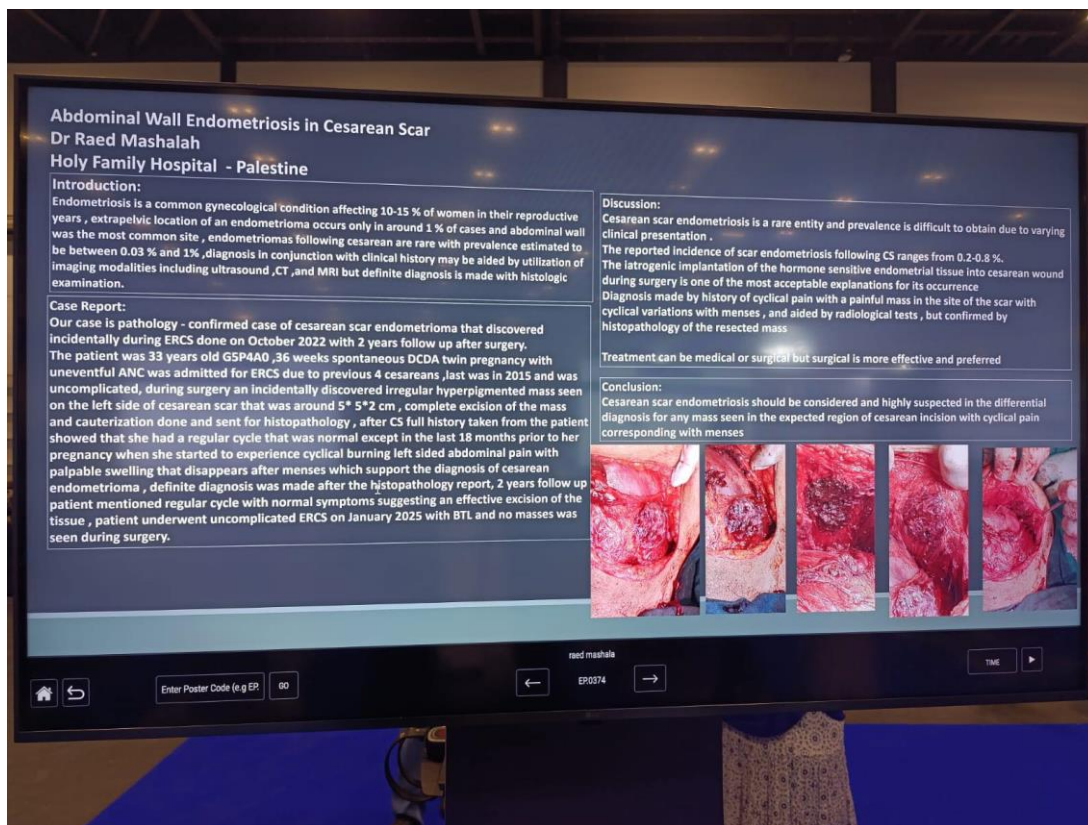 Abdominal Wall Endometriosis in Cesarean Scar
Dr Raed Mashalah
Holy Family Hospital - Palestine
Introduction:
Endometriosis is a common gynecological condition affecting 10-15 % of women in their reproductive
years , extrapelvic location of an endometrioma occurs only in around 1 % of cases and abdominal wall
was the most common site , endometriomas following cesarean are rare with prevalence estimated to
be between 0.03 % and 1% ,diagnosis in conjunction with clinical history may be aided by utilization of
imaging modalities including ultrasound ,CT ,and MRI but definite diagnosis is made with histologic
examination.
Case Report:
Our case is pathology - confirmed case of cesarean scar endometrioma that discovered
incidentally during ERCS done on October 2022 with 2 years follow up after surgery.
The patient was 33 years old G5P4A0 ,36 weeks spontaneous DCDA twin pregnancy with
uneventful ANC was admitted for ERCS due to previous 4 cesareans ,last was in 2015 and was
uncomplicated, during surgery an incidentally discovered irregular hyperpigmented mass seen
on the left side of cesarean scar that was around 5* 5*2 cm , complete excision of the mass
and cauterization done and sent for histopathology , after CS full history taken from the patient
showed that she had a regular cycle that was normal except in the last 18 months prior to her
pregnancy when she started to experience cyclical burning left sided abdominal pain with
palpable swelling that disappears after menses which support the diagnosis of cesarean
endometrioma , definite diagnosis was made after the histopathology report, 2 years follow up
patient mentioned regular cycle with normal symptoms suggesting an effective excision of the
tissue , patient underwent uncomplicated ERCS on January 2025 with BTL and no masses was
seen during surgery.
Discussion:
Cesarean scar endometriosis is a rare entity and prevalence is difficult to obtain due to varying
clinical presentation .
The reported incidence of scar endometriosis following CS ranges from 0.2-0.8 %.
The iatrogenic implantation of the hormone sensitive endometrial tissue into cesarean wound
during surgery is one of the most acceptable explanations for its occurrence
Diagnosis made by history of cyclical pain with a painful mass in the site of the scar with
cyclical variations with menses , and aided by radiological tests , but confirmed by
histopathology of the resected mass
Treatment can be medical or surgical but surgical is more effective and preferred
Conclusion:
Cesarean scar endometriosis should be considered and highly suspected in the differential
diagnosis for any mass seen in the expected region of cesarean incision with cyclical pain
corresponding with menses
raed mashala
Enter Poster Code (e.g EP.
GO
←
EP.0374
→
TIME